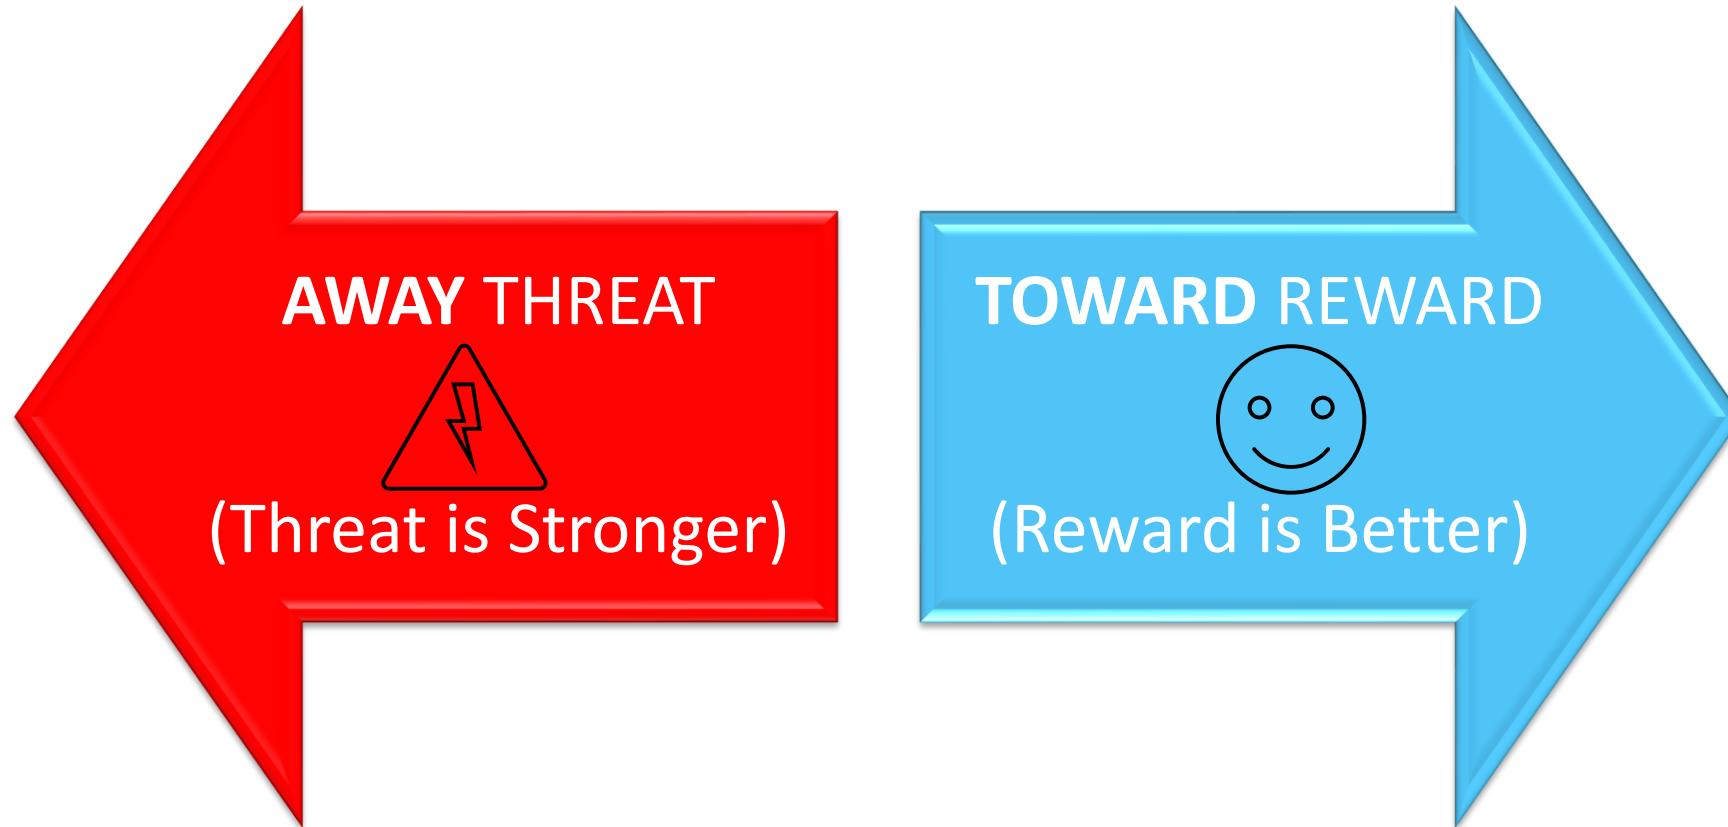 AWAY THREAT
(Threat is Stronger)
TOWARD REWARD
(Reward is Better)